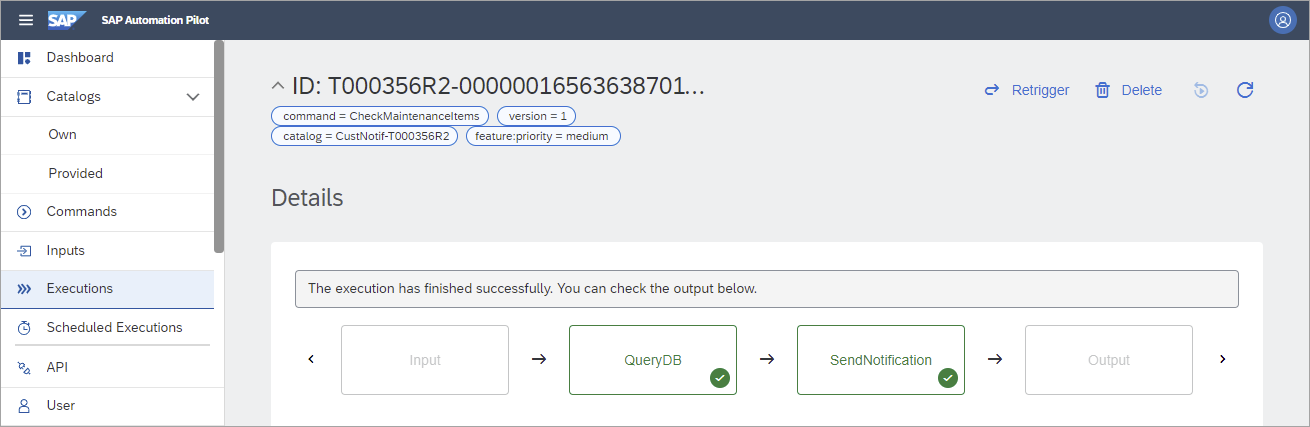 SAP SAP Automation Pilot
Dashboard
Catalogs
Own
Provided
Commands
Inputs
Executions
Scheduled Executions
API
User
ID: T000356R2-00000016563638701...
Retrigger
Delete
command = CheckMaintenanceItems
version = 1
catalog = CustNotif-T000356R2
feature:priority = medium
Details
The execution has finished successfully. You can check the output below.
Input
QueryDB
SendNotification
Output